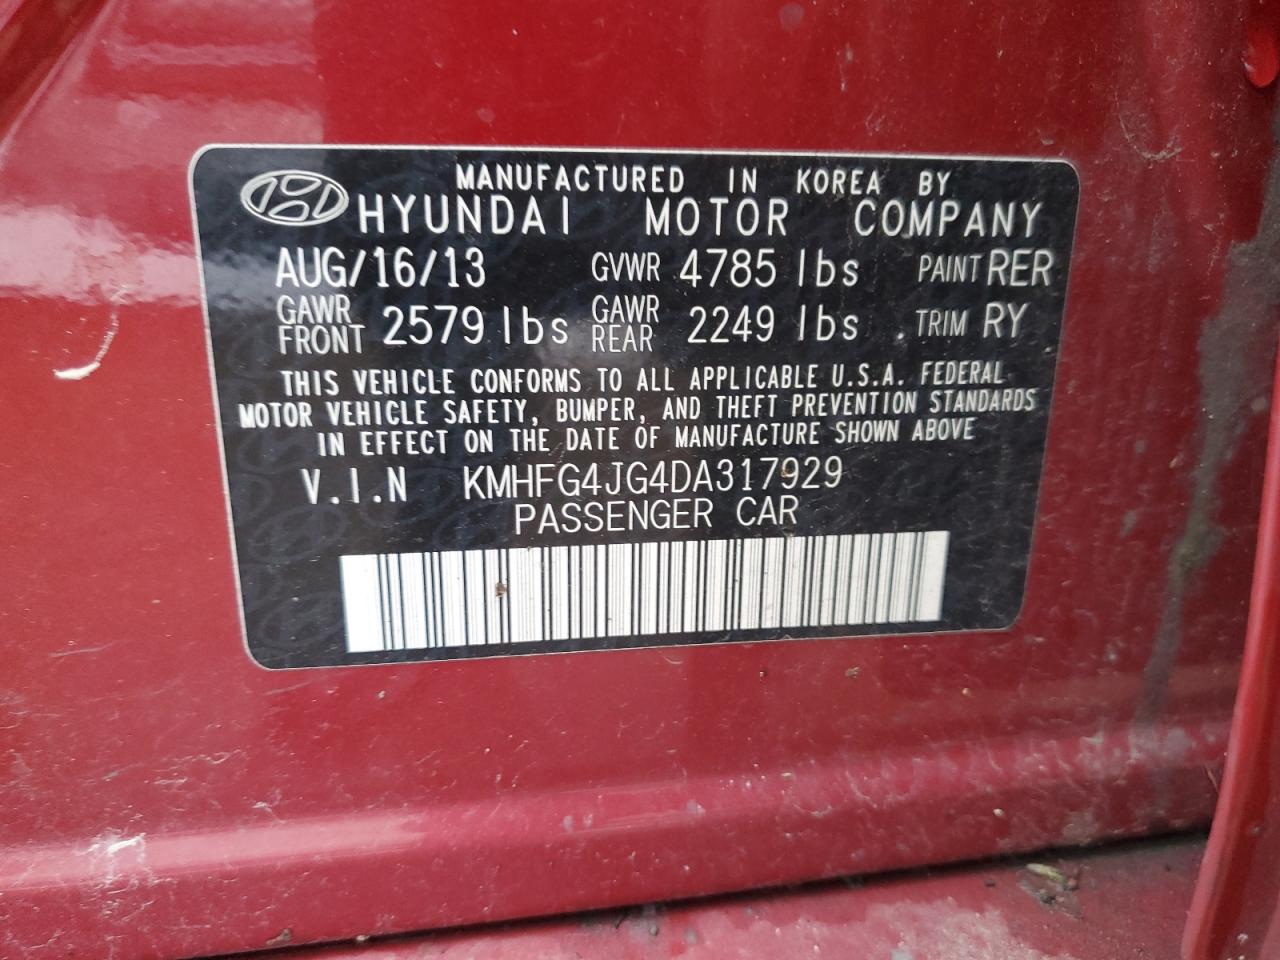 MANUFACTURED IN KOREA BY
HYUNDAI MOTOR COMPANY
AUG/16/13 GVWR 4785 lbs PAINT RER
GAWR FRONT 2579 lbs GAWR REAR 2249 lbs TRIM RY
THIS VEHICLE CONFORMS TO ALL APPLICABLE U.S.A. FEDERAL
MOTOR VEHICLE SAFETY, BUMPER, AND THEFT PREVENTION STANDARDS
IN EFFECT ON THE DATE OF MANUFACTURE SHOWN ABOVE
V.I.N KMHFG4JG4DA317929
PASSENGER CAR